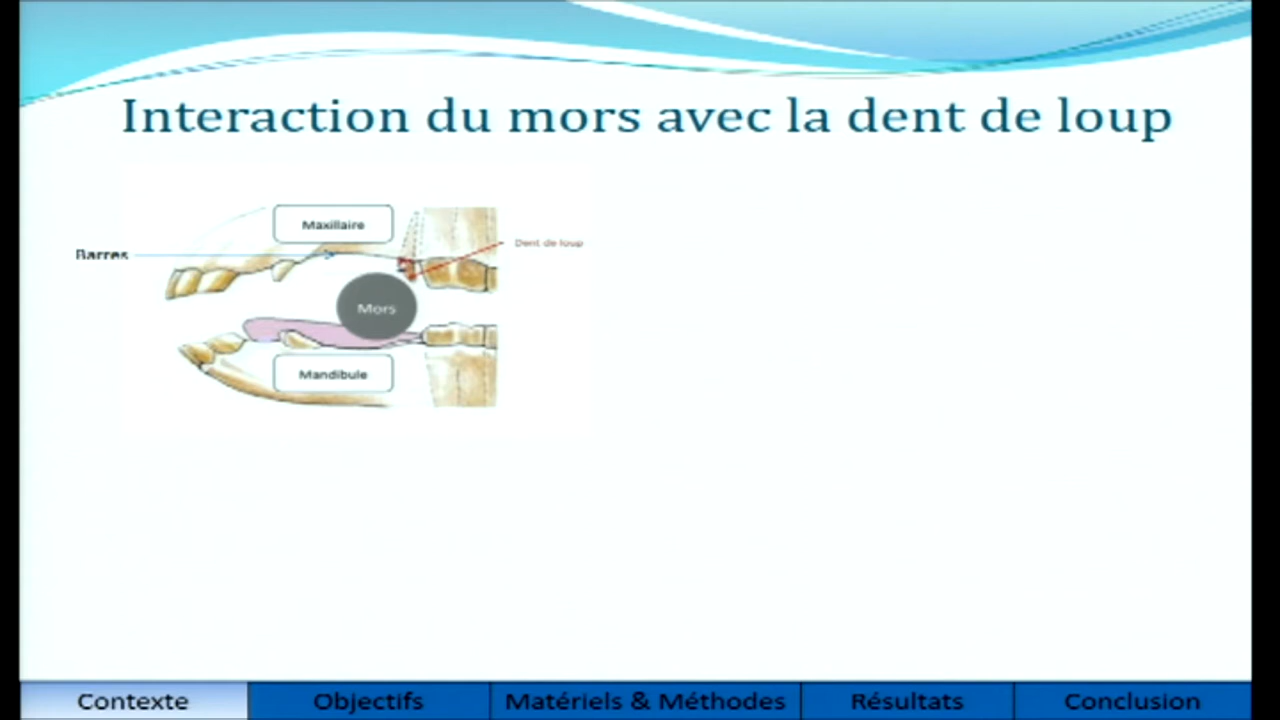 Interaction du mors avec la dent de loup
Maxillaire
Barres
Dent de loup
Mors
Mandibule
Contexte
Objectifs
Matériels & Méthodes
Résultats
Conclusion